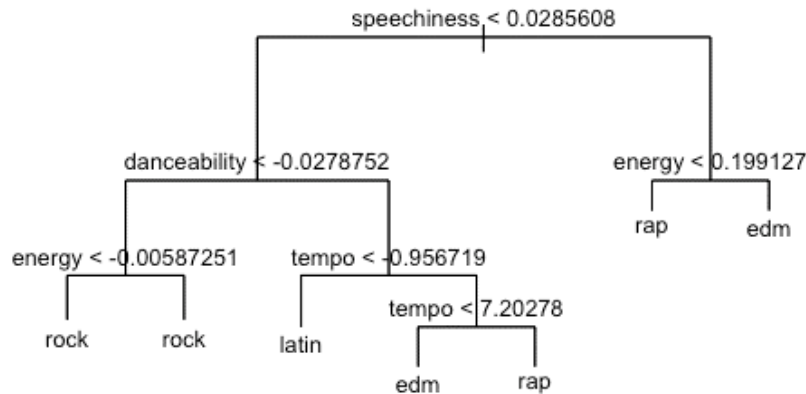 speechiness < 0.0285608
danceability < -0.0278752
energy < 0.199127
rap
edm
energy < -0.00587251
tempo < -0.956719
rock
rock
latin
tempo < 7.20278
edm
rap